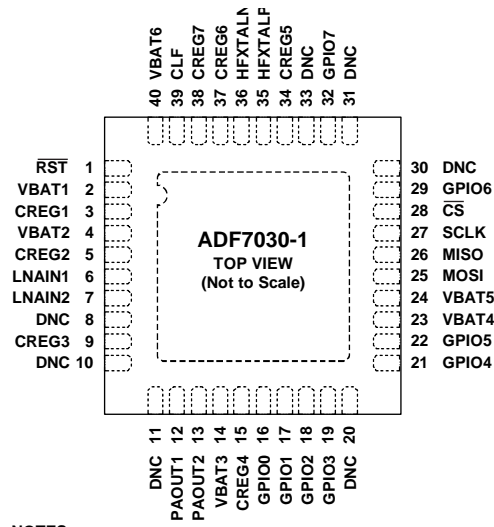 40 VBAT6
39 CLF
38 CREG7
37 CREG6
36 HFXTALN
35 HFXTALP
34 CREG5
33 DNC
32 GPIO7
31 DNC
RST 1
VBAT1 2
CREG1 3
VBAT2 4
CREG2 5
LNAIN1 6
LNAIN2 7
DNC 8
CREG3 9
DNC 10
ADF7030-1
TOP VIEW
(Not to Scale)
30 DNC
29 GPIO6
28 CS
27 SCLK
26 MISO
25 MOSI
24 VBAT5
23 VBAT4
22 GPIO5
21 GPIO4
DNC 11
PAOUT1 12
PAOUT2 13
VBAT3 14
CREG4 15
GPIO0 16
GPIO1 17
GPIO2 18
GPIO3 19
DNC 20